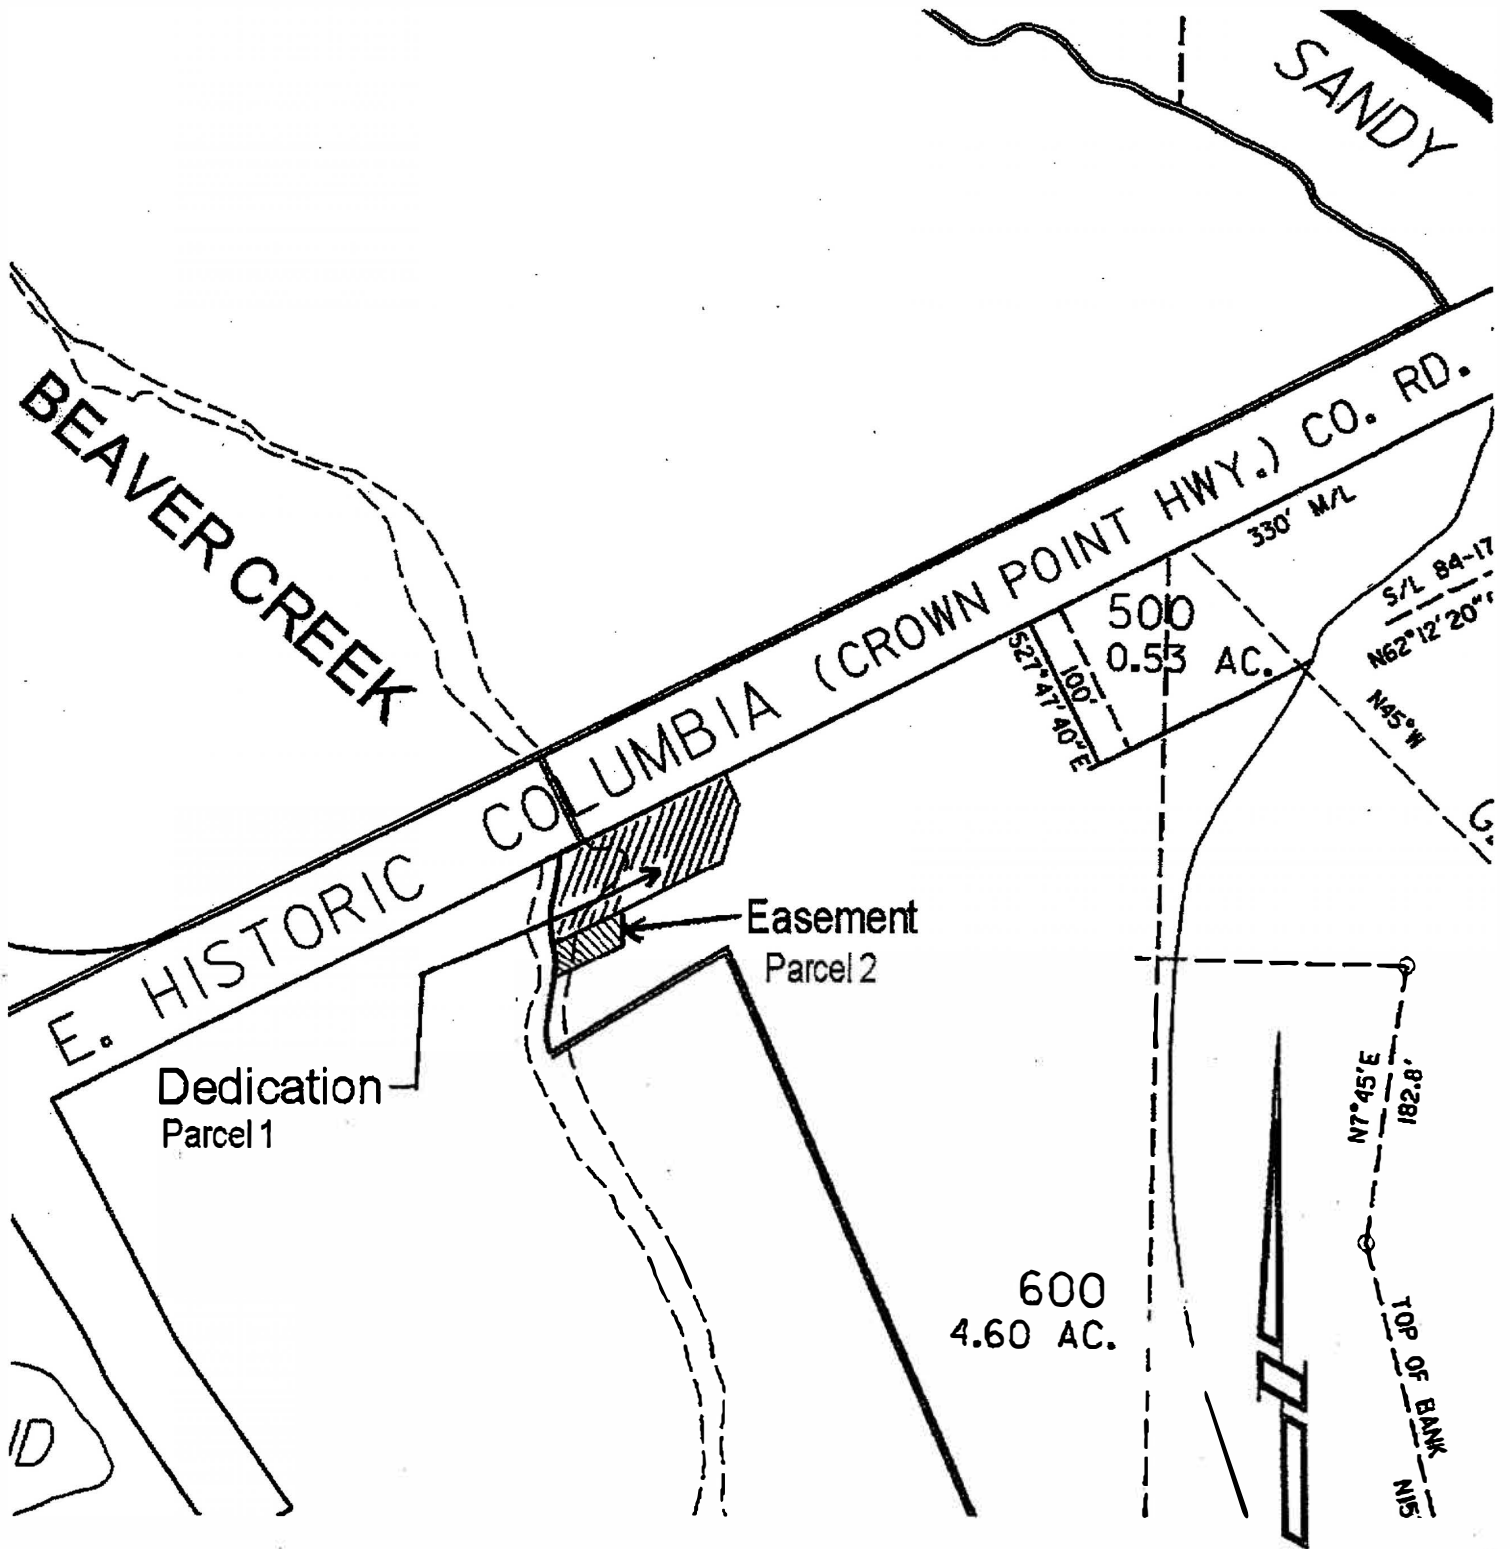 SANDY
BEAVER CREEK
E. HISTORIC COLUMBIA (CROWN POINT HWY.) CO. RD.
330' M/L
S/L 84-17
N62°12'20"
500
0.53 AC.
100'
S27°47'40"E
N45°W
Easement
Parcel 2
Dedication
Parcel 1
N7°45'E
182.8'
600
4.60 AC.
TOP OF BANK
N15